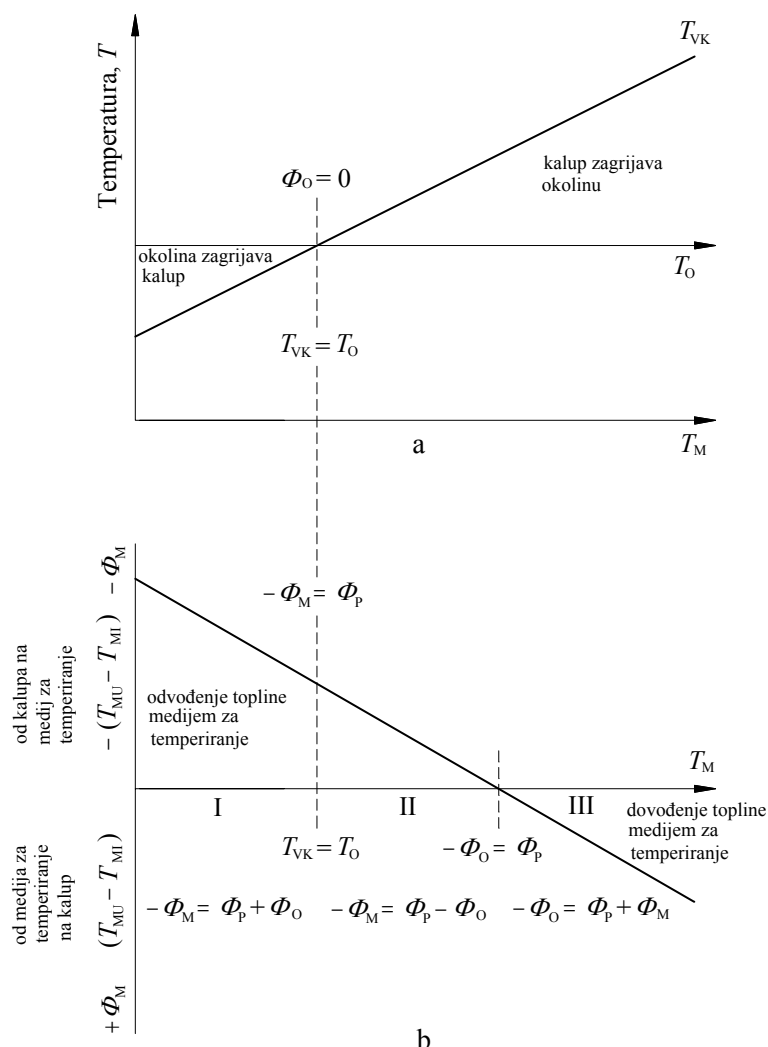 Temperatura, T
T_VK
kalup zagrijava
okolinu
Φ_O = 0
okolina zagrijava
kalup
T_O
T_VK = T_O
T_M
a
od kalupa na
medij za
temperiranje
− (T_MU − T_MI) − Φ_M
− Φ_M = Φ_P
odvođenje topline
medijem za
temperiranje
T_M
I
II
III
dovođenje topline
medijem za
temperiranje
T_VK = T_O
− Φ_O = Φ_P
od medija za
temperiranje
na kalup
+ Φ_M (T_MU − T_MI)
− Φ_M = Φ_P + Φ_O
− Φ_M = Φ_P − Φ_O
− Φ_O = Φ_P + Φ_M
b